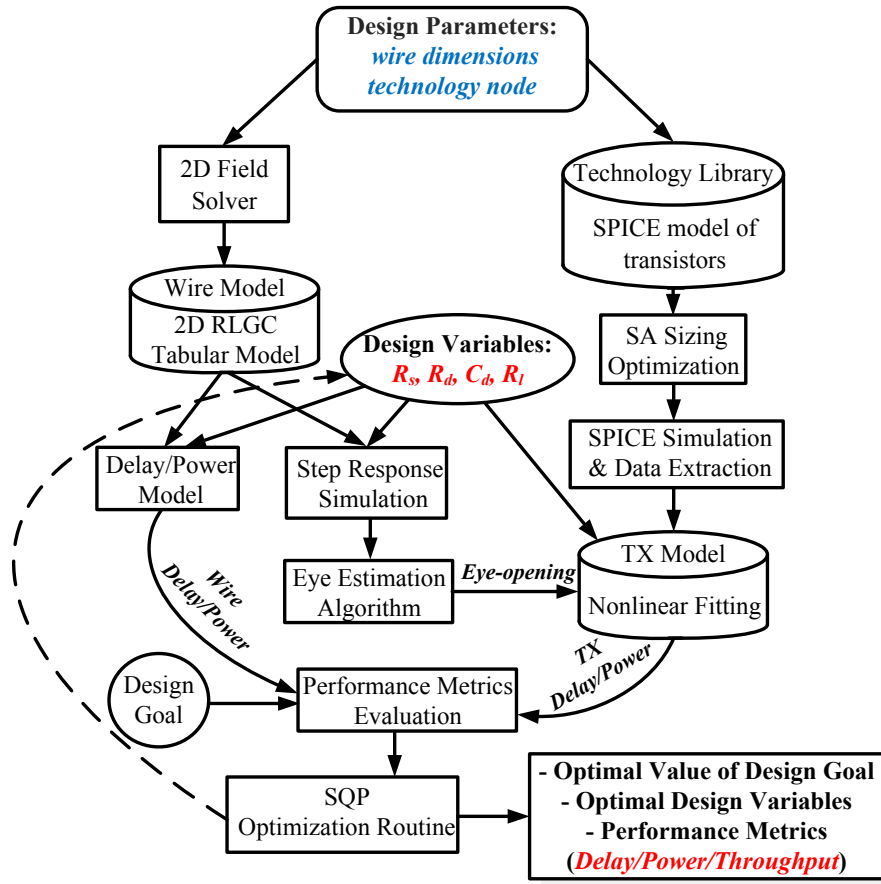 Design Parameters:
wire dimensions
technology node
2D Field
Solver
Technology Library
SPICE model of
transistors
Wire Model
2D RLGC
Tabular Model
Design Variables:
Rs, Rd, Cd, Rl
SA Sizing
Optimization
Delay/Power
Model
Step Response
Simulation
SPICE Simulation
& Data Extraction
Eye Estimation
Algorithm
Eye-opening
TX Model
Nonlinear Fitting
Wire
Delay/Power
TX
Delay/Power
Design
Goal
Performance Metrics
Evaluation
SQP
Optimization Routine
- Optimal Value of Design Goal
- Optimal Design Variables
- Performance Metrics
(Delay/Power/Throughput)